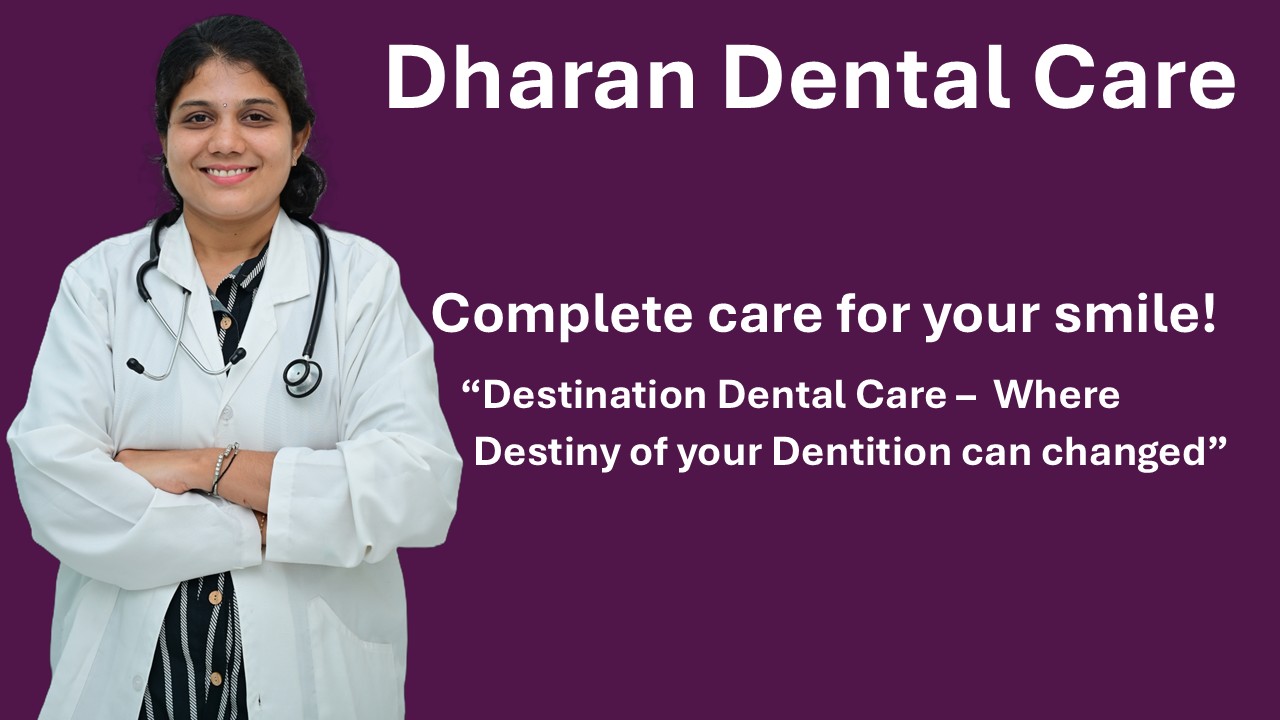 Dharan Dental Care
Complete care for your smile!
“Destination Dental Care – Where
Destiny of your Dentition can changed”